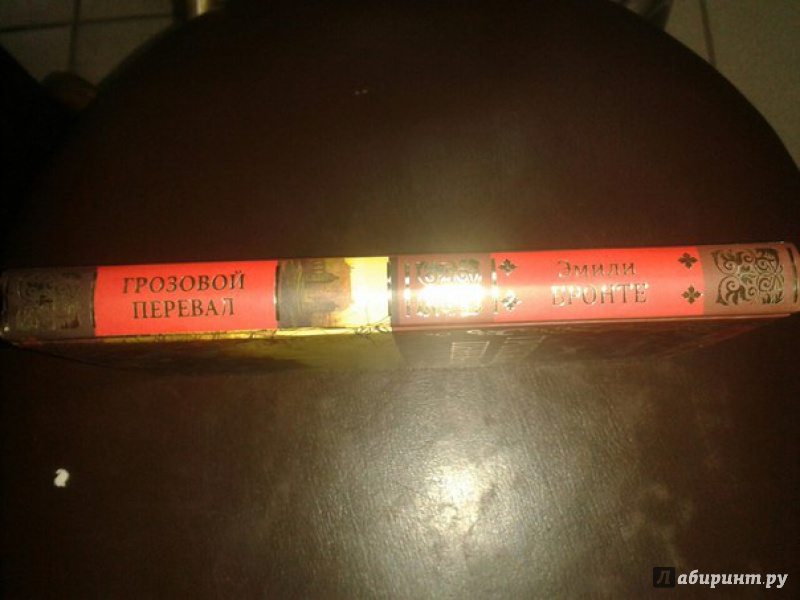 ГРОЗОВОЙ
ПЕРЕВАЛ
Эмили
БРОНТЕ
Лабиринт.ру